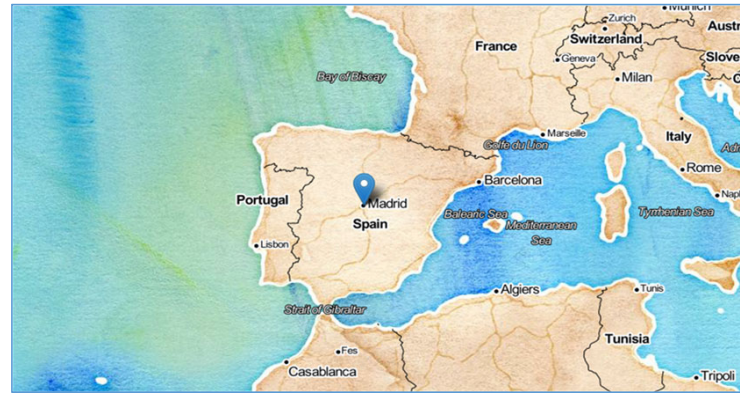 Munich
Zurich
Austr
Switzerland
France
Geneva
Slove
Milan
Bay of Biscay
Marseille
Golfe du Lion
Italy
Adri
Rome
Barcelona
Napl
Portugal
Madrid
Balearic Sea
Tyrrhenian Sea
Spain
Mediterranean
Sea
Lisbon
Algiers
Tunis
Strait of Gibraltar
Tunisia
Fes
Casablanca
Tripoli